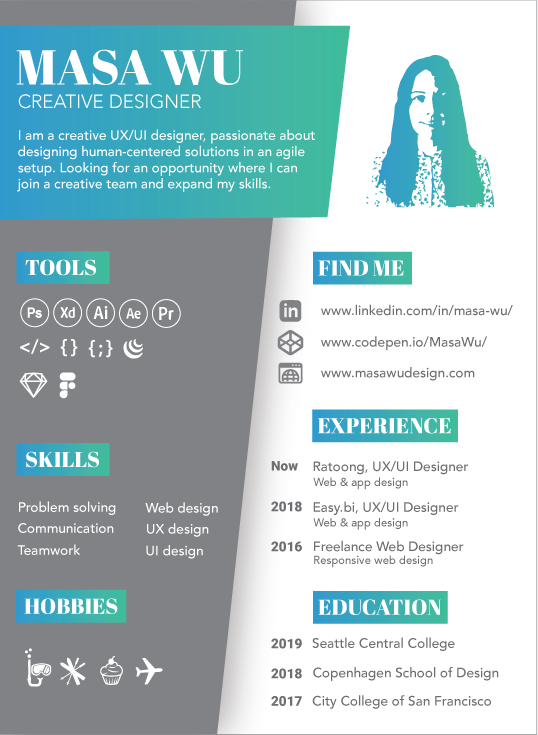 MASA WU
CREATIVE DESIGNER
I am a creative UX/UI designer, passionate about
designing human-centered solutions in an agile
setup. Looking for an opportunity where I can
join a creative team and expand my skills.
TOOLS
Ps Xd Ai Ae Pr
</> {} {;}
SKILLS
Problem solving
Communication
Teamwork
Web design
UX design
UI design
HOBBIES
FIND ME
in www.linkedin.com/in/masa-wu/
www.codepen.io/MasaWu/
www.masawudesign.com
EXPERIENCE
Now Ratoong, UX/UI Designer
Web & app design
2018 Easy.bi, UX/UI Designer
Web & app design
2016 Freelance Web Designer
Responsive web design
EDUCATION
2019 Seattle Central College
2018 Copenhagen School of Design
2017 City College of San Francisco